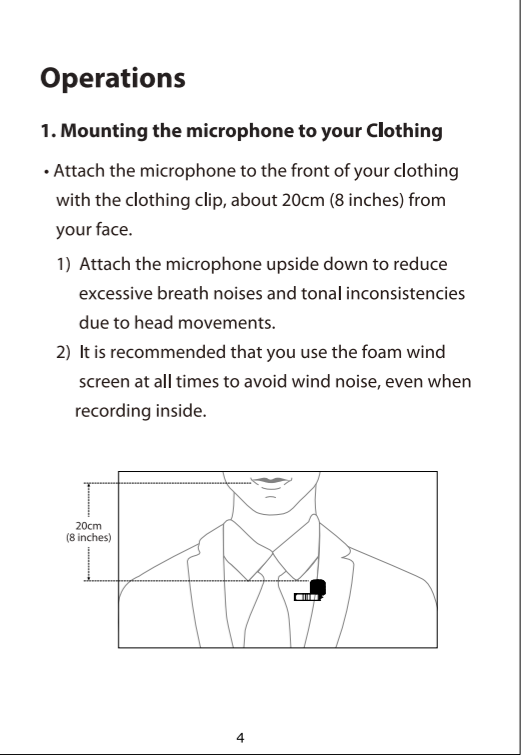 Operations
1. Mounting the microphone to your Clothing
• Attach the microphone to the front of your clothing
with the clothing clip, about 20cm (8 inches) from
your face.
1) Attach the microphone upside down to reduce
excessive breath noises and tonal inconsistencies
due to head movements.
2) It is recommended that you use the foam wind
screen at all times to avoid wind noise, even when
recording inside.
20cm
(8 inches)
4